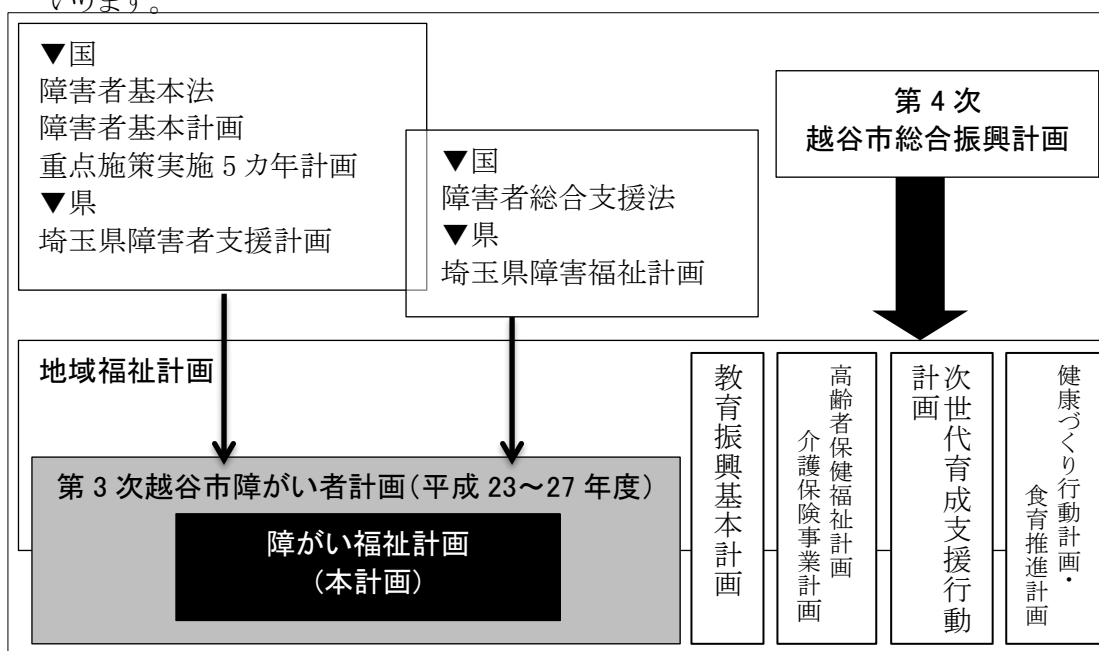 いります。
▼国
障害者基本法
障害者基本計画
重点施策実施 5 カ年計画
▼県
埼玉県障害者支援計画
▼国
障害者総合支援法
▼県
埼玉県障害福祉計画
第 4 次
越谷市総合振興計画
地域福祉計画
第 3 次越谷市障がい者計画(平成 23～27 年度)
障がい福祉計画
(本計画)
教育振興基本計画
高齢者保健福祉計画
介護保険事業計画
次世代育成支援行動
計画
健康づくり行動計画・
食育推進計画